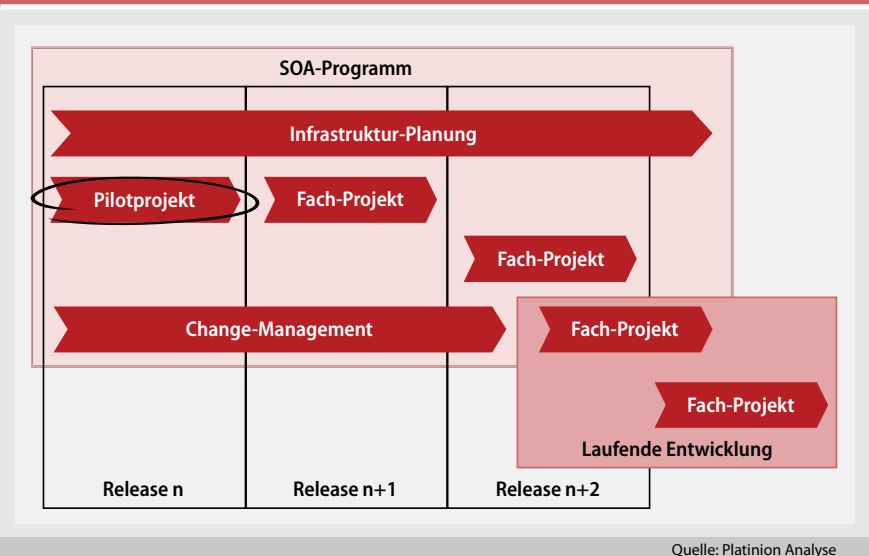 SOA-Programm
Infrastruktur-Planung
Pilotprojekt
Fach-Projekt
Fach-Projekt
Change-Management
Fach-Projekt
Fach-Projekt
Laufende Entwicklung
Release n
Release n+1
Release n+2
Quelle: Platinion Analyse